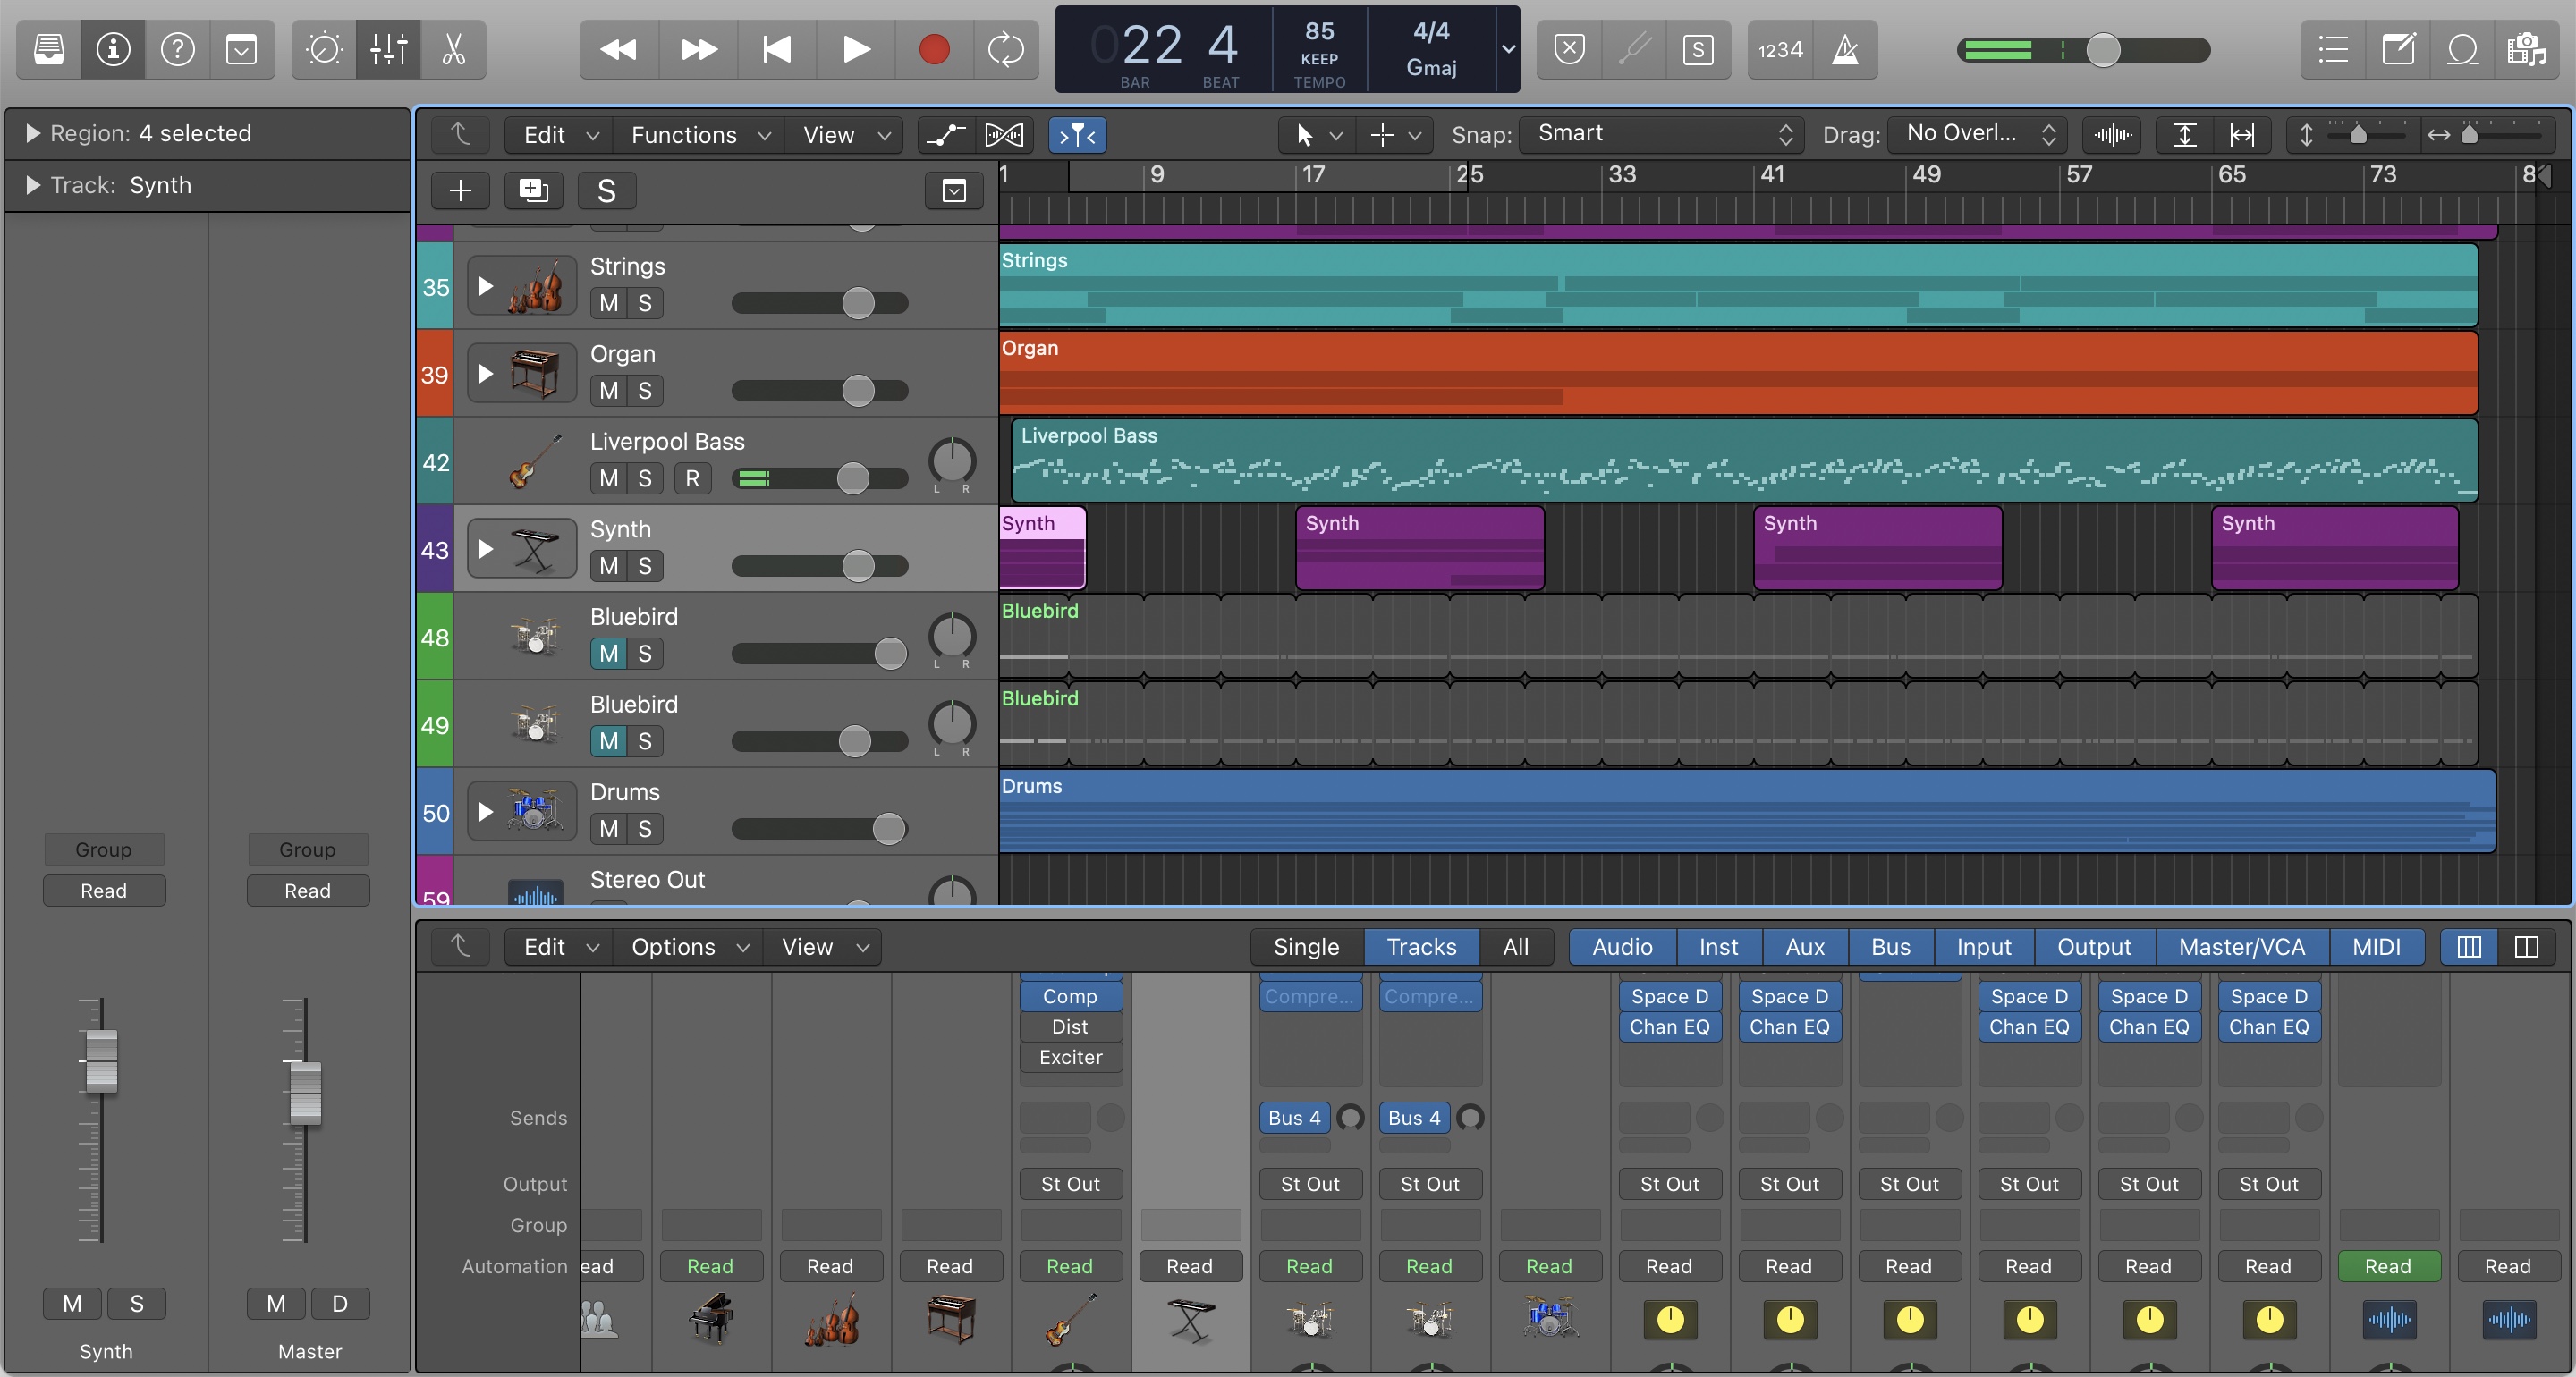 022 4 85 4/4
KEEP Gmaj
BAR BEAT TEMPO
S 1234
Region: 4 selected
Track: Synth
Edit Functions View Snap: Smart Drag: No Overl...
S
1 9 17 25 33 41 49 57 65 73 8
35 Strings
M S
Strings
39 Organ
M S
Organ
42 Liverpool Bass
M S R
L R
Liverpool Bass
43 Synth
M S
Synth Synth Synth Synth
48 Bluebird
M S
L R
Bluebird
49 Bluebird
M S
L R
Bluebird
50 Drums
M S
Drums
59 Stereo Out
Group Group
Read Read
M S M D
Synth Master
Edit Options View Single Tracks All Audio Inst Aux Bus Input Output Master/VCA MIDI
Comp Compre... Compre... Space D Space D Space D Space D Space D
Dist Chan EQ Chan EQ Chan EQ Chan EQ Chan EQ
Exciter
Sends Bus 4 Bus 4
Output St Out St Out St Out St Out St Out St Out St Out St Out St Out
Group
Automation ead Read Read Read Read Read Read Read Read Read Read Read Read Read Read Read Read